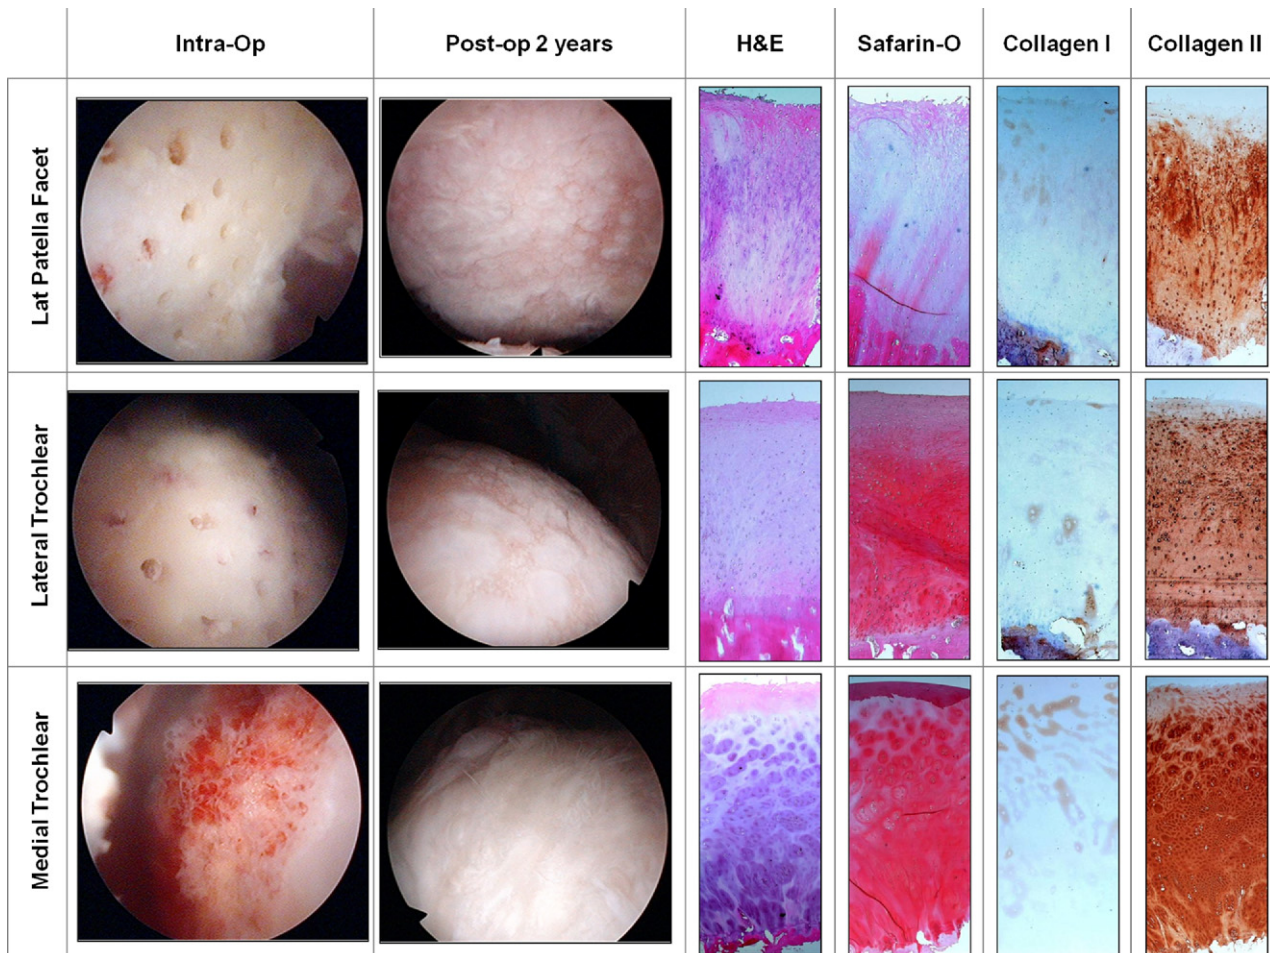 Intra-Op
Post-op 2 years
H&E
Safarin-O
Collagen I
Collagen II
Lat Patella Facet
Lateral Trochlear
Medial Trochlear